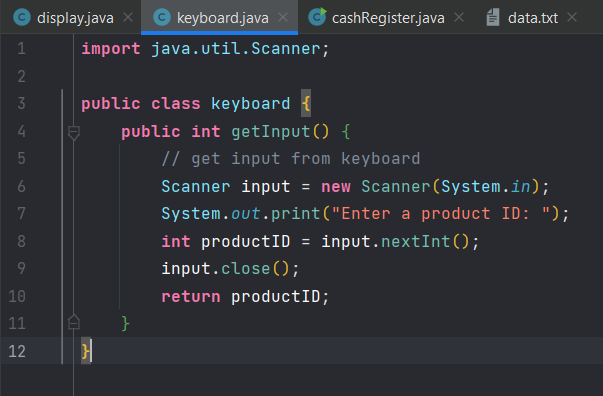 display.java keyboard.java cashRegister.java data.txt
1 import java.util.Scanner;
2
3 public class keyboard {
4 public int getInput() {
5 // get input from keyboard
6 Scanner input = new Scanner(System.in);
7 System.out.print("Enter a product ID: ");
8 int productID = input.nextInt();
9 input.close();
10 return productID;
11 }
12 }